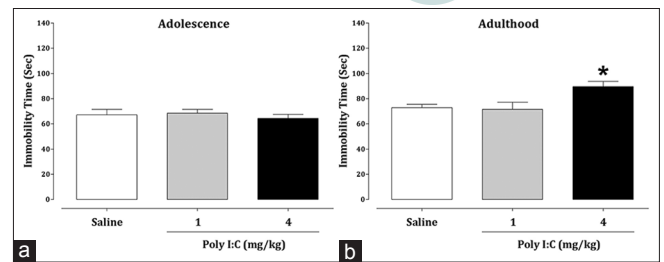 Adolescence
Immobility Time (Sec)
140
120
100
80
60
40
20
0
Saline
1
4
Poly I:C (mg/kg)
a
Adulthood
Immobility Time (Sec)
140
120
100
80
60
40
20
0
*
Saline
1
4
Poly I:C (mg/kg)
b